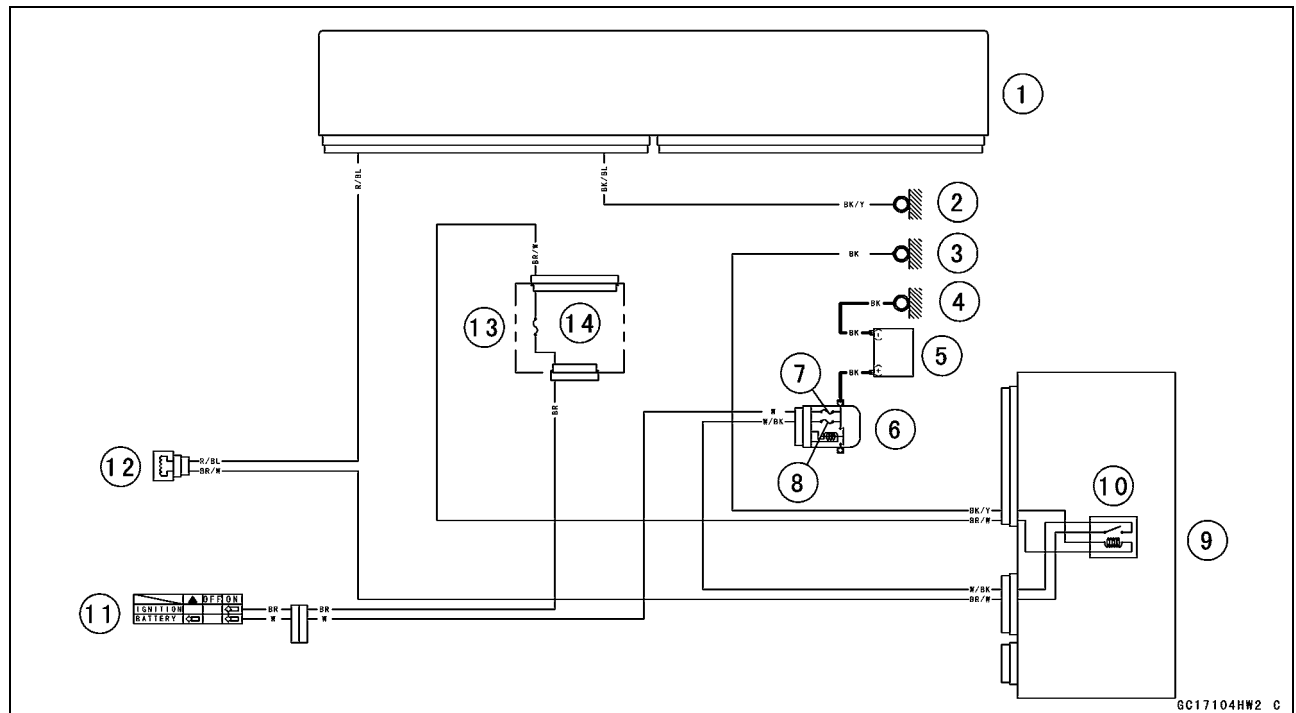 1
R/BL
BK/BL
BK/Y
2
BK
3
BR/W
BK
4
13
14
BK
5
7
BK
W
W/BK
6
BR
12
R/BL
BR/W
8
10
BK/Y
BR/W
9
W/BK
BR/W
11
▲ OFF ON
IGNITION
BATTERY
BR BR
W W
GC17104HW2 C